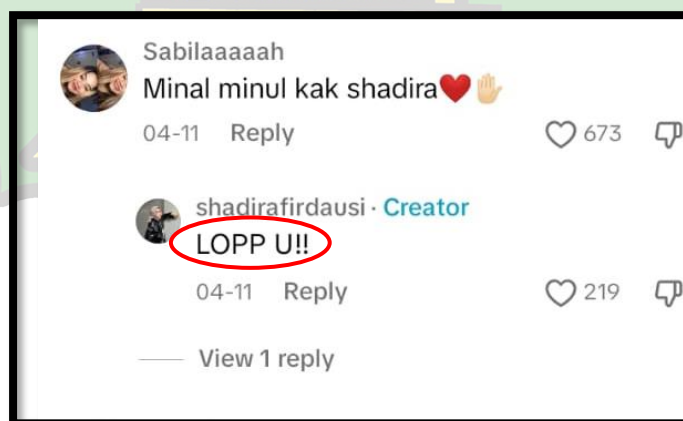 Sabilaaaaah
Minal minul kak shadira❤️✋🏼
04-11 Reply 673
shadirafirdausi · Creator
LOPP U!!
04-11 Reply 219
View 1 reply